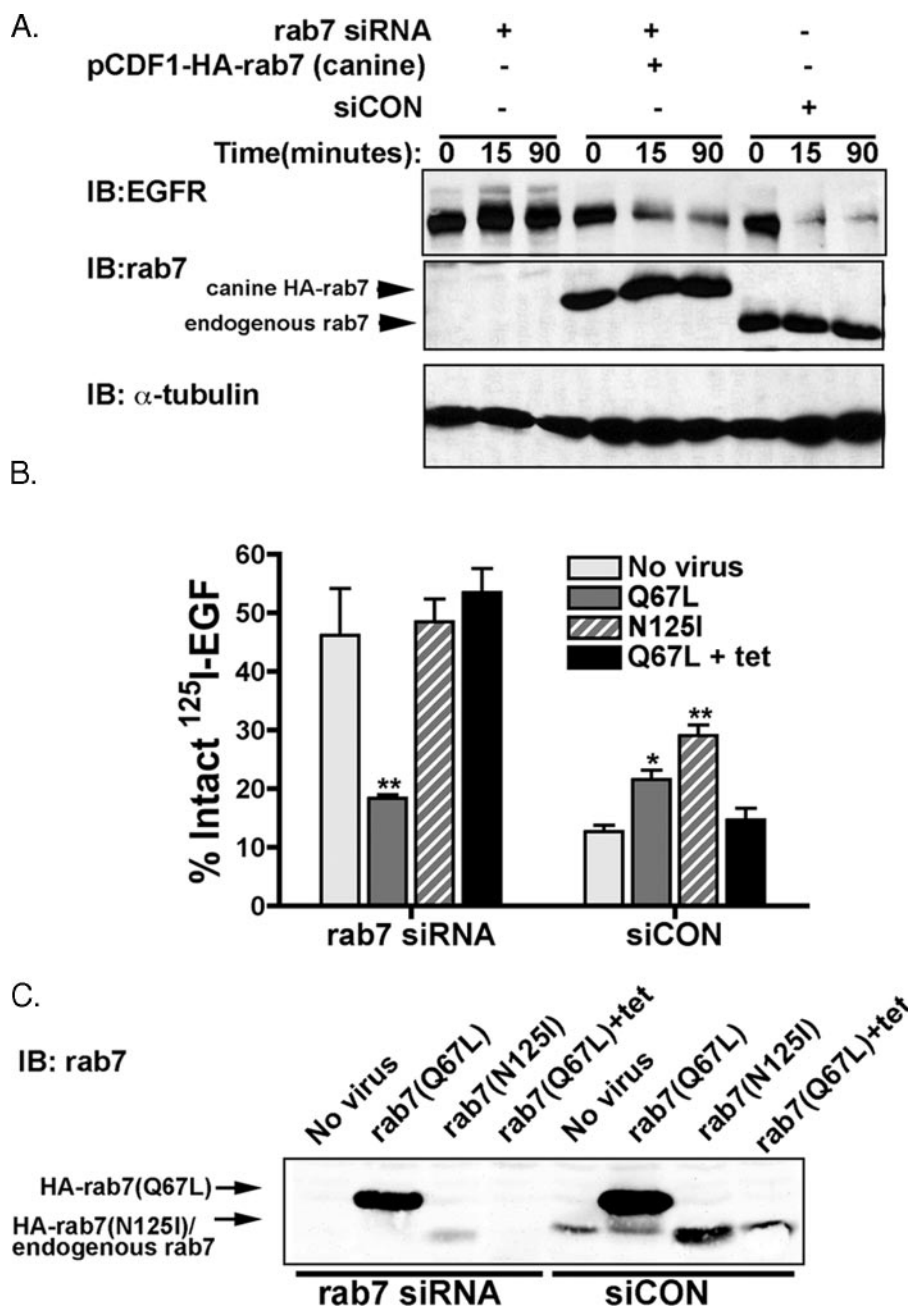 A.
rab7 siRNA + + -
pCDF1-HA-rab7 (canine) - + -
siCON - - +
Time(minutes): 0 15 90 0 15 90 0 15 90
IB:EGFR
IB:rab7
canine HA-rab7
endogenous rab7
IB: α-tubulin
B.
% Intact ¹²⁵I-EGF
60
50
40
30
20
10
0
No virus
Q67L
N125I
Q67L + tet
**
*
**
rab7 siRNA
siCON
C.
IB: rab7
No virus
rab7(Q67L)
rab7(N125I)
rab7(Q67L)+tet
No virus
rab7(Q67L)
rab7(N125I)
rab7(Q67L)+tet
HA-rab7(Q67L)
HA-rab7(N125I)/
endogenous rab7
rab7 siRNA
siCON